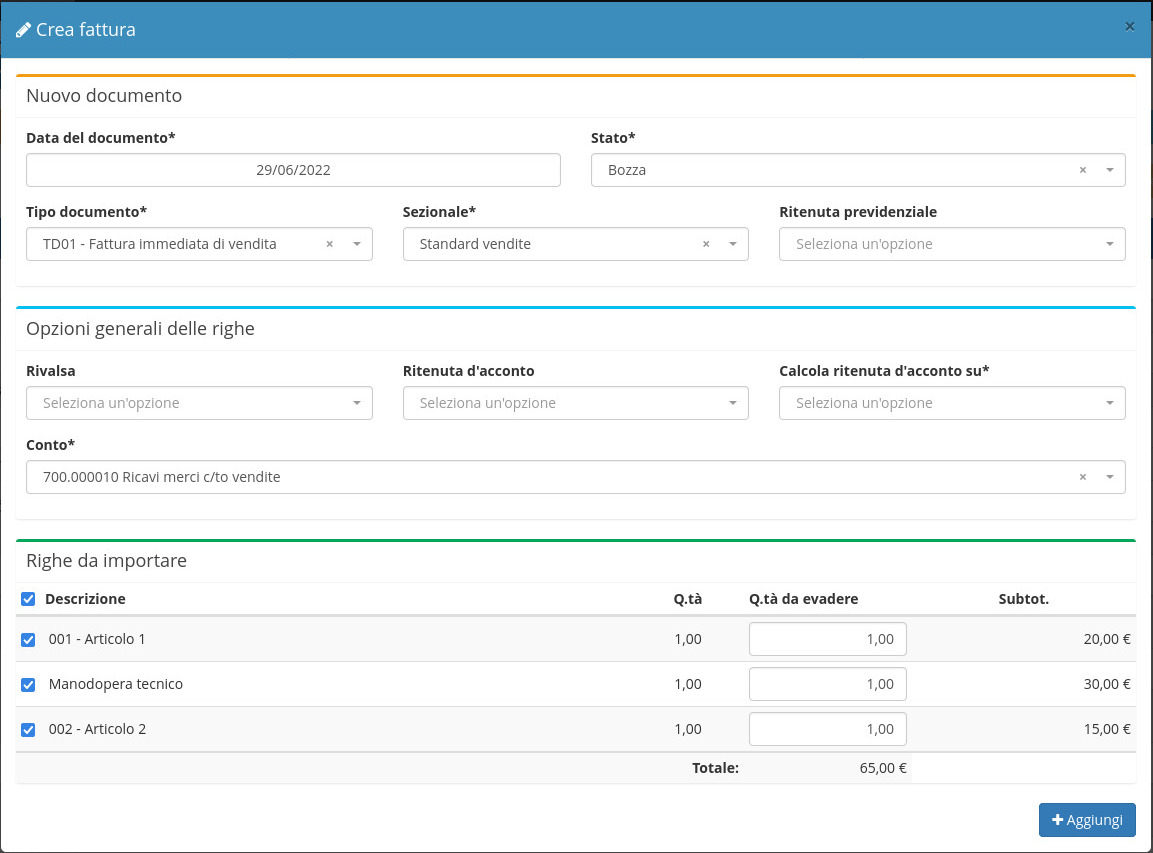 Crea fattura
×
Nuovo documento
Data del documento* Stato*
29/06/2022 Bozza ×
Tipo documento* Sezionale* Ritenuta previdenziale
TD01 - Fattura immediata di vendita × Standard vendite × Seleziona un'opzione
Opzioni generali delle righe
Rivalsa Ritenuta d'acconto Calcola ritenuta d'acconto su*
Seleziona un'opzione Seleziona un'opzione Seleziona un'opzione
Conto*
700.000010 Ricavi merci c/to vendite ×
Righe da importare
Descrizione Q.tà Q.tà da evadere Subtot.
001 - Articolo 1 1,00 1,00 20,00 €
Manodopera tecnico 1,00 1,00 30,00 €
002 - Articolo 2 1,00 1,00 15,00 €
Totale: 65,00 €
+ Aggiungi